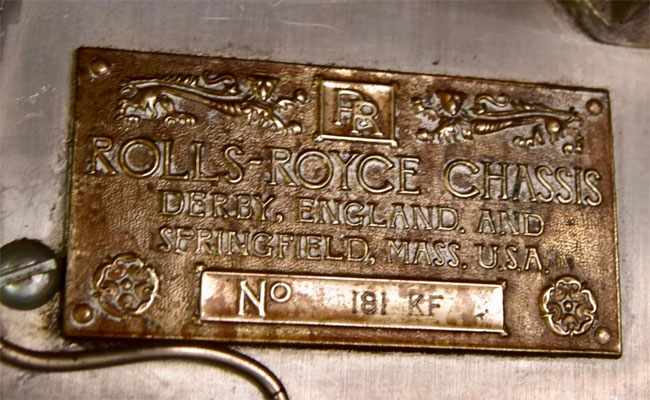 RR
ROLLS-ROYCE CHASSIS
DERBY, ENGLAND. AND
SPRINGFIELD, MASS. U.S.A.
No 181 KF